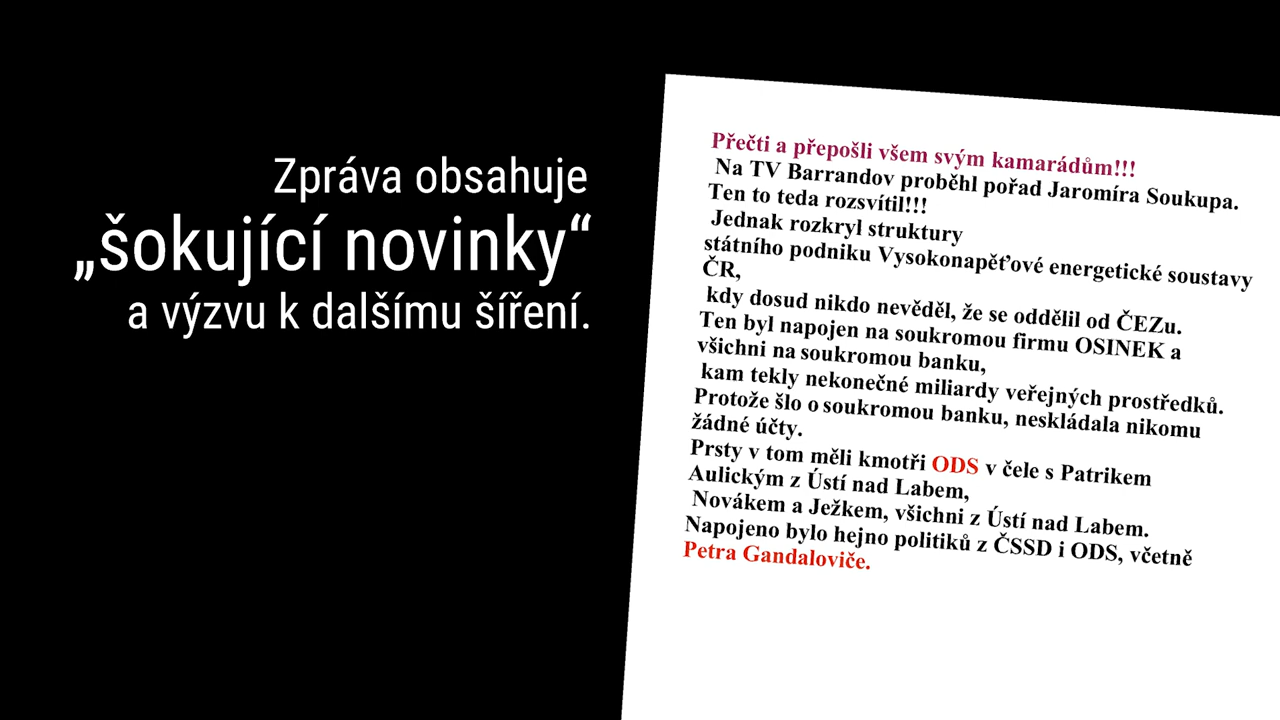 Zpráva obsahuje
„šokující novinky“
a výzvu k dalšímu šíření.
Přečti a přepošli všem svým kamarádům!!!
Na TV Barrandov proběhl pořad Jaromíra Soukupa.
Ten to teda rozsvítil!!!
Jednak rozkryl struktury
státního podniku Vysokonapěťové energetické soustavy
ČR,
kdy dosud nikdo nevěděl, že se oddělil od ČEZu.
Ten byl napojen na soukromou firmu OSINEK a
všichni na soukromou banku,
kam tekly nekonečné miliardy veřejných prostředků.
Protože šlo o soukromou banku, neskládala nikomu
žádné účty.
Prsty v tom měli kmotři ODS v čele s Patrikem
Aulickým z Ústí nad Labem,
Novákem a Ježkem, všichni z Ústí nad Labem.
Napojeno bylo hejno politiků z ČSSD i ODS, včetně
Petra Gandaloviče.